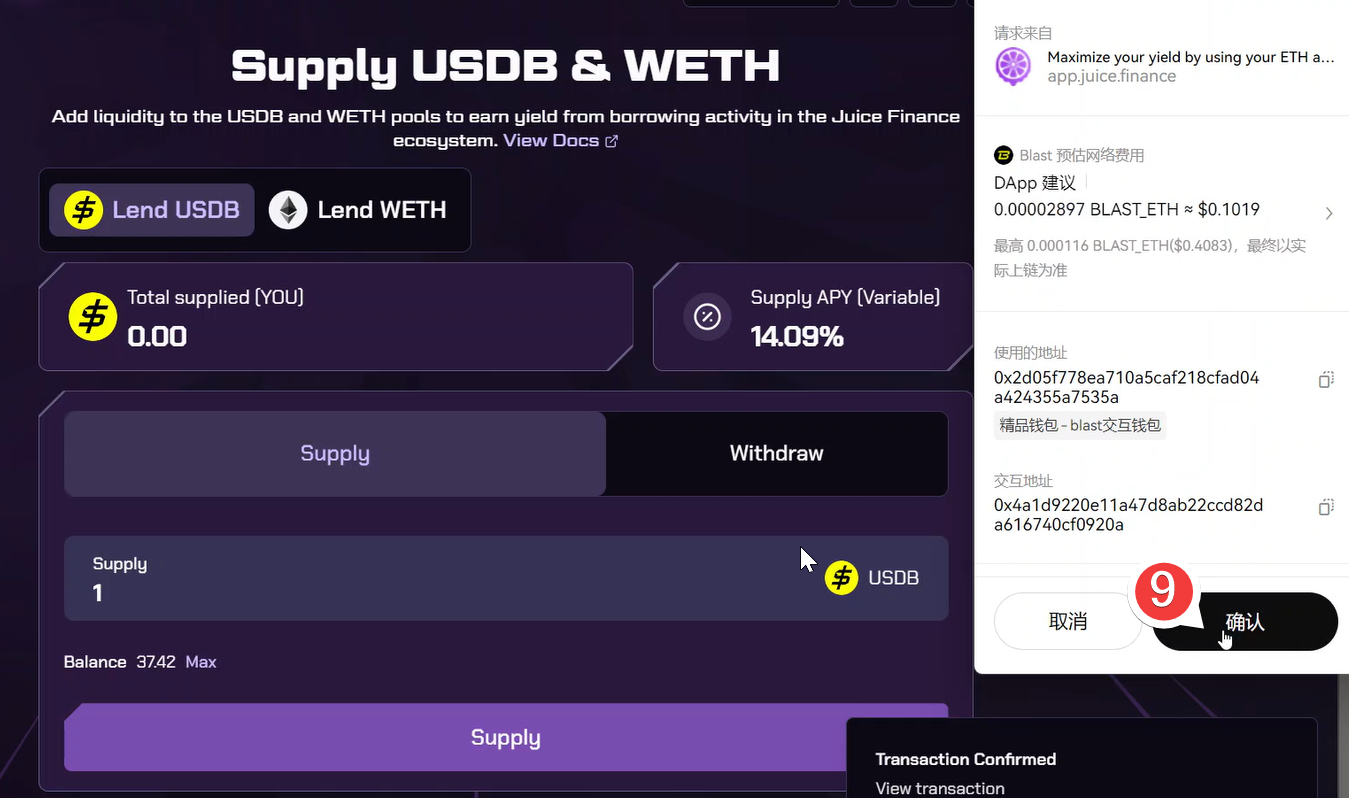 Supply USDB & WETH
Add liquidity to the USDB and WETH pools to earn yield from borrowing activity in the Juice Finance
ecosystem. View Docs
Lend USDB
Lend WETH
Total supplied (YOU)
0.00
Supply APY (Variable)
14.09%
Supply
Withdraw
Supply
1
USDB
Balance 37.42 Max
Supply
请求来自
Maximize your yield by using your ETH a...
app.juice.finance
Blast 预估网络费用
DApp 建议
0.00002897 BLAST_ETH ≈ $0.1019
最高 0.000116 BLAST_ETH($0.4083)，最终以实
际上链为准
使用的地址
0x2d05f778ea710a5caf218cfad04
a424355a7535a
精品钱包 - blast交互钱包
交互地址
0x4a1d9220e11a47d8ab22ccd82d
a616740cf0920a
取消
9
确认
Transaction Confirmed
View transaction